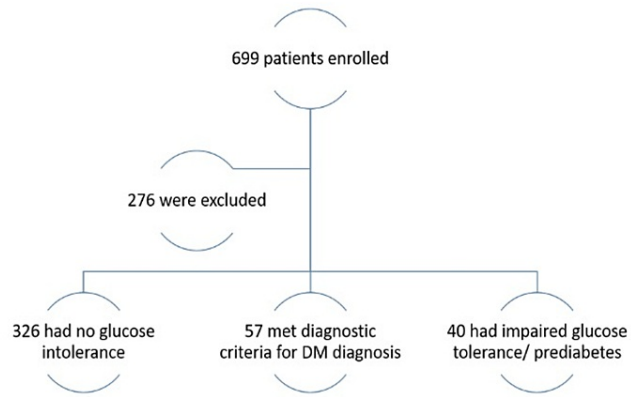 699 patients enrolled
276 were excluded
326 had no glucose
intolerance
57 met diagnostic
criteria for DM diagnosis
40 had impaired glucose
tolerance/ prediabetes